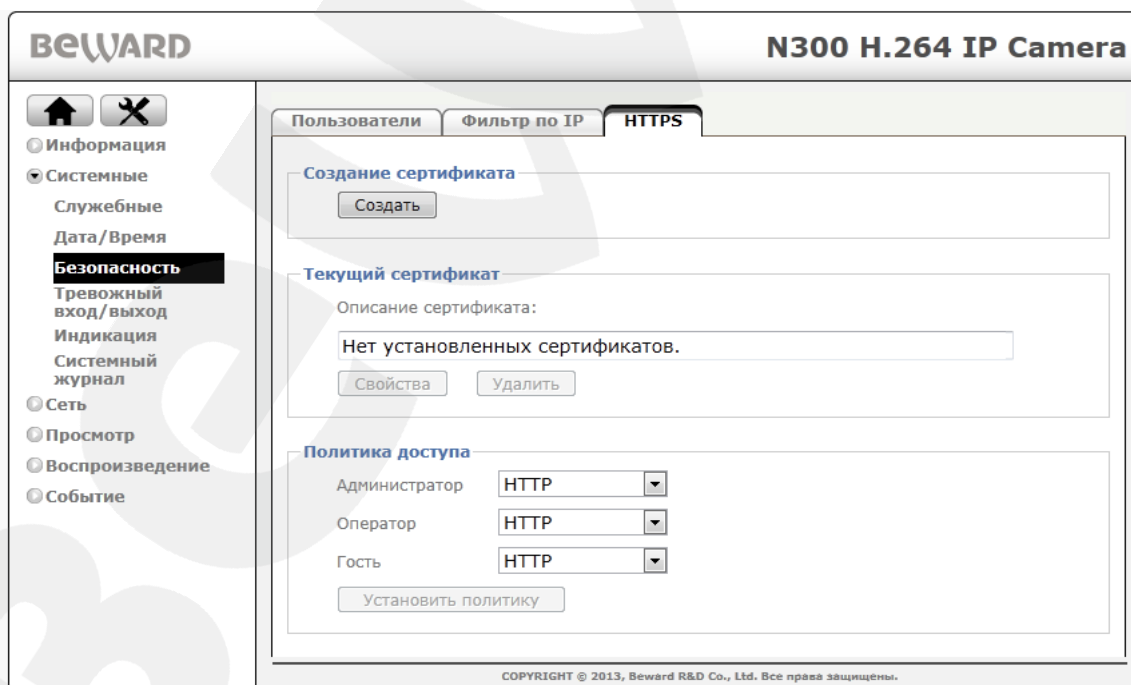 BEWARD
N300 H.264 IP Camera
Информация
Системные
Служебные
Дата/Время
Безопасность
Тревожный
вход/выход
Индикация
Системный
журнал
Сеть
Просмотр
Воспроизведение
Событие
Пользователи
Фильтр по IP
HTTPS
Создание сертификата
Создать
Текущий сертификат
Описание сертификата:
Нет установленных сертификатов.
Свойства
Удалить
Политика доступа
Администратор HTTP
Оператор HTTP
Гость HTTP
Установить политику
COPYRIGHT © 2013, Beward R&D Co., Ltd. Все права защищены.